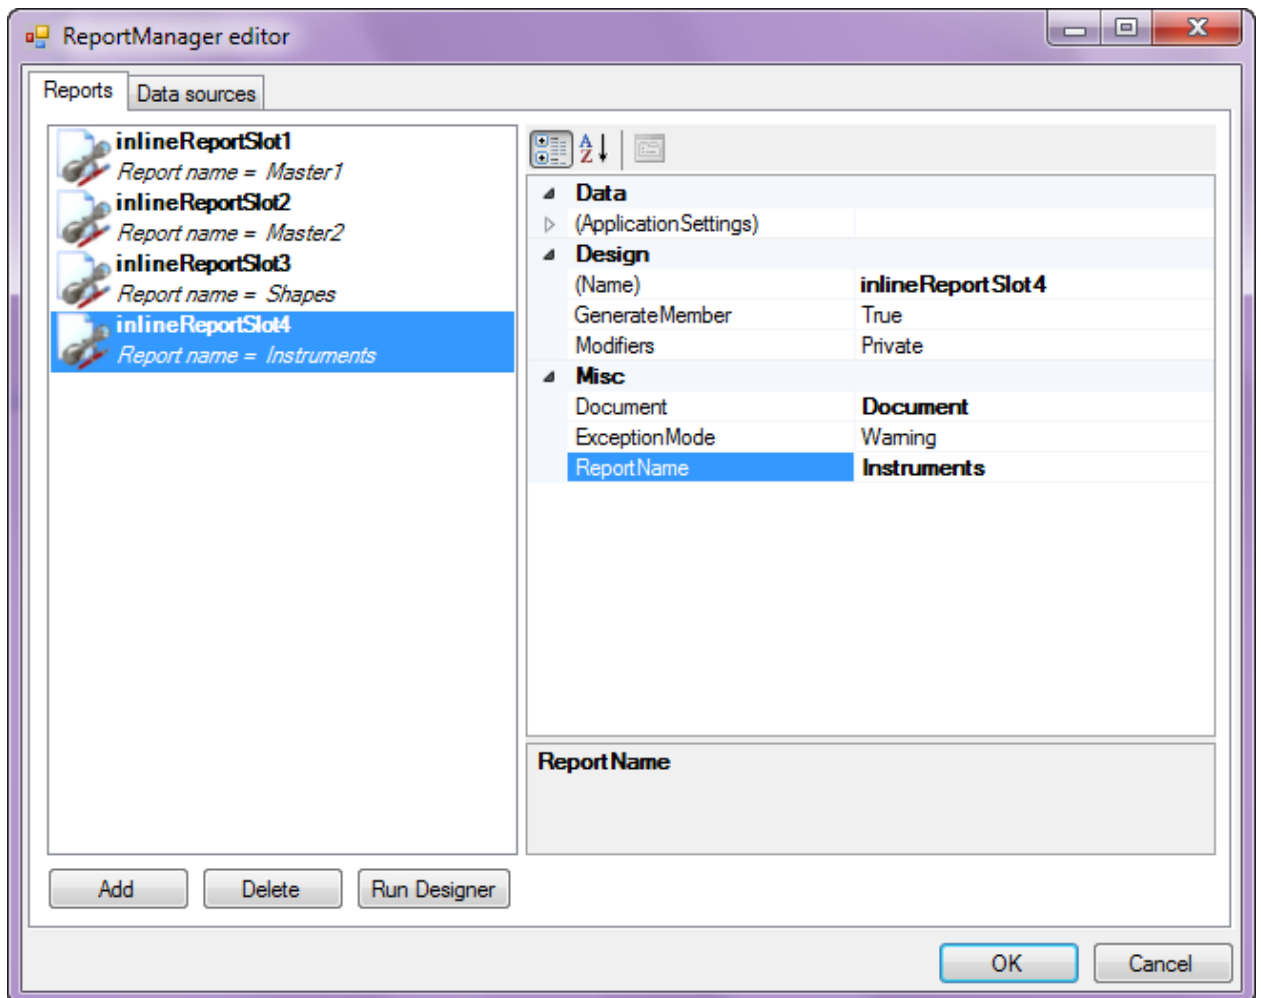 ReportManager editor
Reports
Data sources
inlineReportSlot1
Report name = Master1
inlineReportSlot2
Report name = Master2
inlineReportSlot3
Report name = Shapes
inlineReportSlot4
Report name = Instruments
A
Z
Data
(ApplicationSettings)
Design
(Name) inlineReportSlot4
GenerateMember True
Modifiers Private
Misc
Document Document
ExceptionMode Warning
ReportName Instruments
ReportName
Add
Delete
Run Designer
OK
Cancel